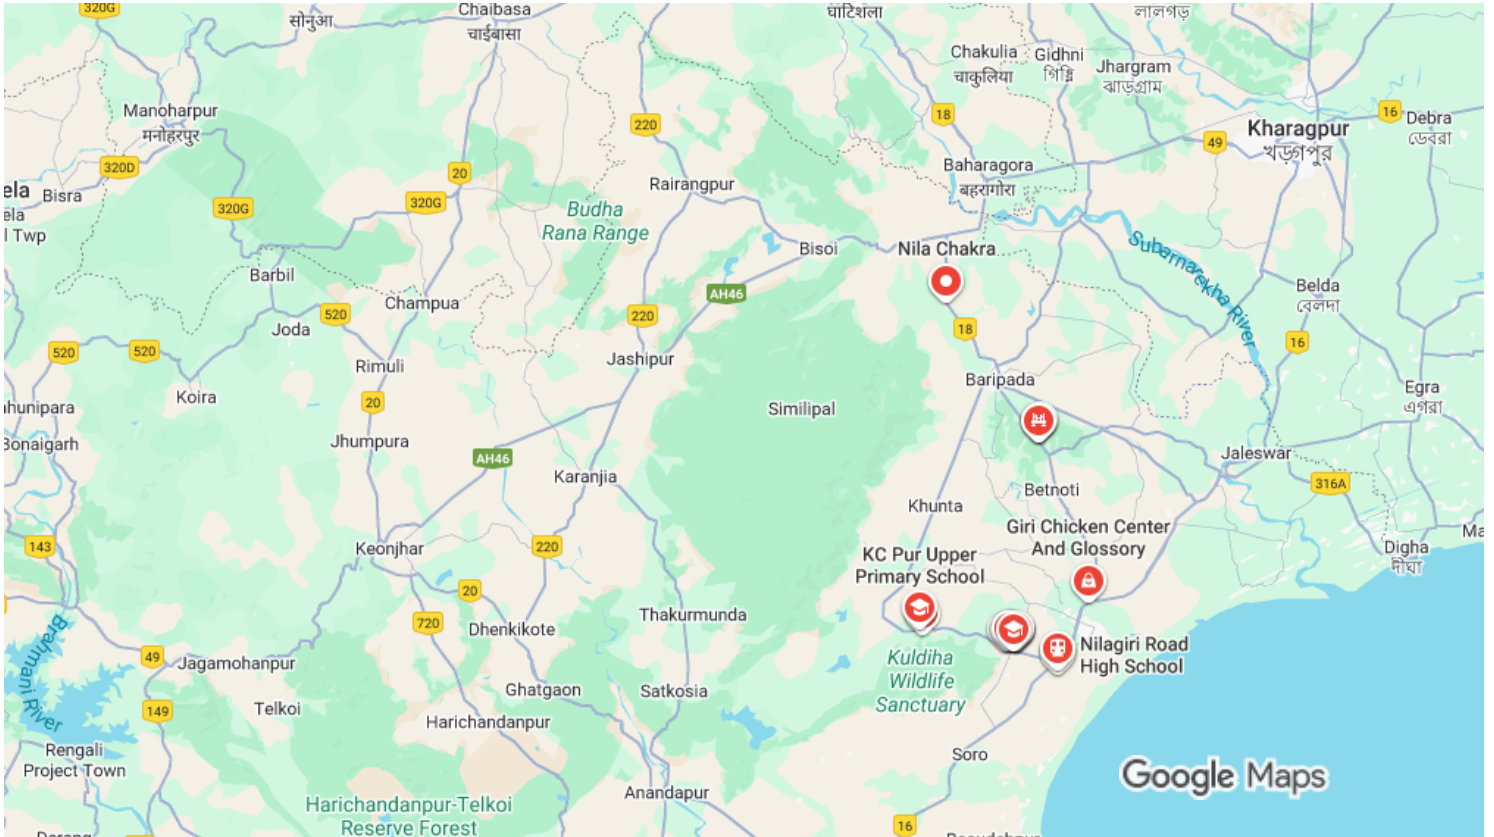 320G
सोनुआ
Chaibasa
चाईबासा
घाटिशिला
লালগড়
Chakulia
चाकुलिया
Gidhni
গিধ্নি
Jhargram
ঝাড়গ্রাম
Manoharpur
मनोहरपुर
220
18
16
Debra
ডেবরা
Kharagpur
খড়্গপুর
49
320D
Bisra
ela
ela
l Twp
20
320G
320G
Rairangpur
Baharagora
बहरागोरा
Budha
Rana Range
Bisoi
Nila Chakra
Subarnarekha River
Barbil
Champua
520
Joda
AH46
220
18
Belda
বেলদা
16
520
520
Rimuli
Koira
Jashipur
Baripada
20
Similipal
Egra
এগরা
ahunipara
Bonaigarh
Jhumpura
AH46
Karanjia
Jaleswar
316A
Betnoti
Khunta
Giri Chicken Center
And Glossory
143
Keonjhar
220
KC Pur Upper
Primary School
Digha
দীঘা
Ma
20
720
Dhenkikote
Thakurmunda
Brahmani River
49
Jagamohanpur
Nilagiri Road
High School
Kuldiha
Wildlife
Sanctuary
149
Telkoi
Ghatgaon
Satkosia
Harichandanpur
Rengali
Project Town
Soro
Google Maps
Anandapur
Harichandanpur-Telkoi
Reserve Forest
16